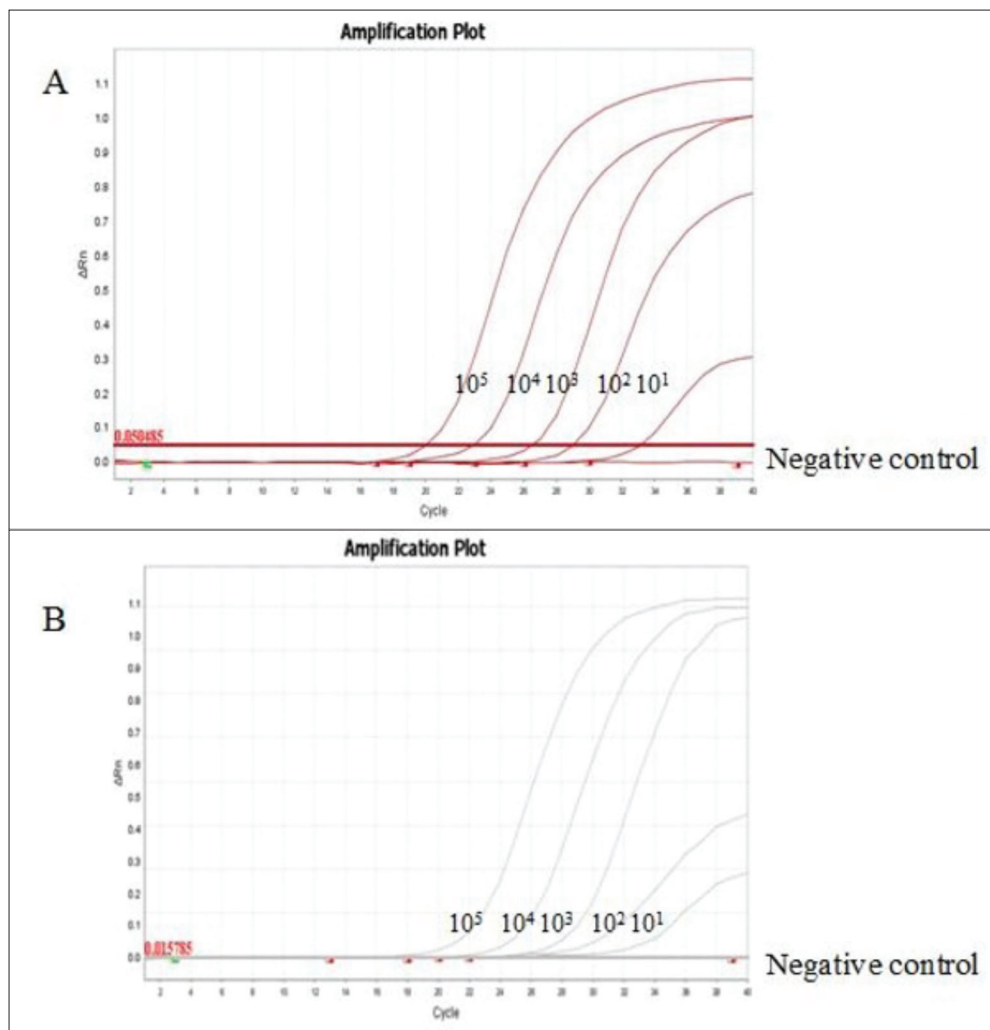 Amplification Plot
A
1.1
1.0
0.9
0.8
0.7
0.6
0.5
0.4
0.3
0.2
0.1
0.0
ΔRn
10⁵ 10⁴ 10³ 10² 10¹
0.050485
Negative control
2 4 6 8 10 12 14 16 18 20 22 24 26 28 30 32 34 36 38 40
Cycle
Amplification Plot
B
1.1
1.0
0.9
0.8
0.7
0.6
0.5
0.4
0.3
0.2
0.1
0.0
ΔRn
10⁵ 10⁴ 10³ 10² 10¹
0.015785
Negative control
2 4 6 8 10 12 14 16 18 20 22 24 26 28 30 32 34 36 38 40
Cycle